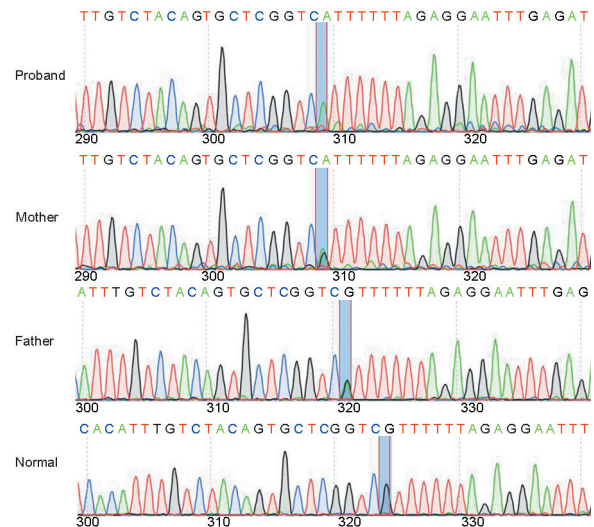 TTGTCTACAGTGCTCGGTCATTTTTTAGAGGAATTTGAGAT
Proband
290 300 310 320
TTGTCTACAGTGCTCGGTCATTTTTTAGAGGAATTTGAGAT
Mother
290 300 310 320
ATTTGTCTACAGTGCTCGGTCGTTTTTTAGAGGAATTTGAG
Father
300 310 320 330
CACATTTGTCTACAGTGCTCGGTCGTTTTTTAGAGGAATTT
Normal
300 310 320 330